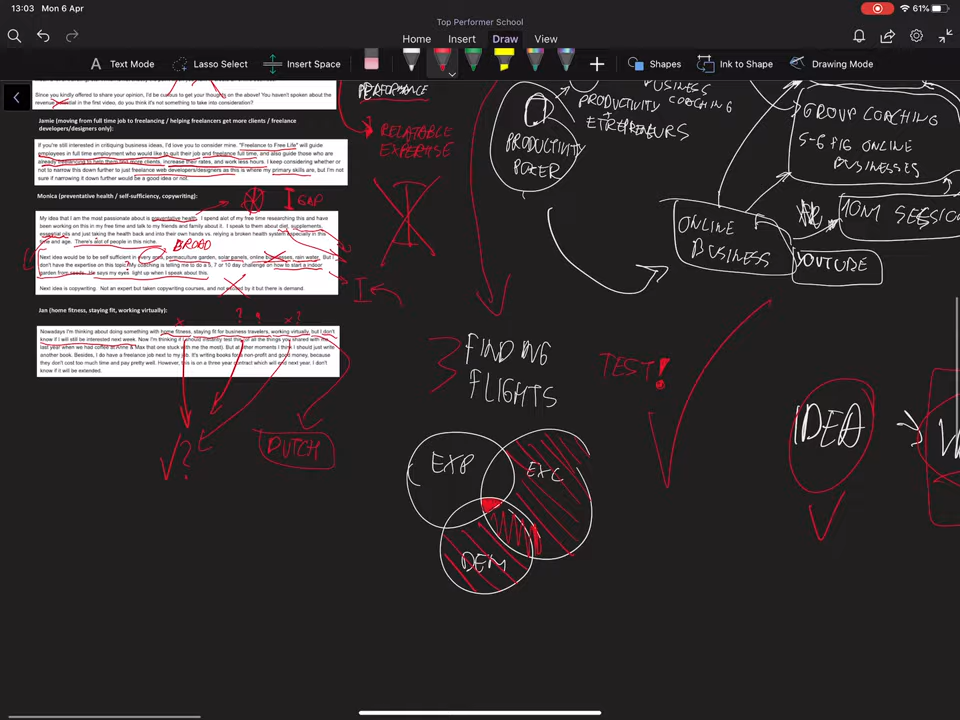 13:03 Mon 6 Apr
61%
Top Performer School
Home Insert Draw View
Text Mode
Lasso Select
Insert Space
Shapes
Ink to Shape
Drawing Mode
Since you kindly offered to share your opinion, I'd be curious to get your thoughts on the above! You haven't spoken about the
revenue potential in the first video, do you think it's not something to take into consideration?
Jamie (moving from full time job to freelancing / helping freelancers get more clients / freelance
developers/designers only):
If you're still interested in critiquing business ideas, I'd love you to consider mine. "Freelance to Free Life" will guide
employees in full time employment who would like to quit their job and freelance full time, and also guide those who are
already freelancing to help them find more clients, increase their rates, and work less hours. I keep considering whether or
not to narrow this down further to just freelance web developers/designers as this is where my primary skills are, but I'm not
sure if narrowing it down further would be a good idea or not.
Monica (preventative health / self-sufficiency, copywriting):
My idea that I am the most passionate about is preventative health. I spend alot of my free time researching this and have
been working on this in my free time and talk to my friends and family about it. I speak to them about diet, supplements,
essential oils and just taking the health back and into their own hands vs. relying a broken health system especially in this
time and age. There's alot of people in this niche.
Next idea would be to be self sufficient in every area, permaculture garden, solar panels, online businesses, rain water, But I
don't have the expertise on this topic. My coaching is telling me to do a 5, 7 or 10 day challenge on how to start a indoor
garden from seeds. He says my eyes light up when I speak about this.
Next idea is copywriting. Not an expert but taken copywriting courses, and not excited by it but there is demand
Jan (home fitness, staying fit, working virtually):
Nowadays I'm thinking about doing something with home fitness, staying fit for business travelers, working virtually, but I don't
know if I will still be interested next week. Now I'm thinking if I should instantly test this (of all the things you shared with me
last year when we had coffee at Anne & Max that one stuck with me the most). But at other moments I think I should just write
another book. Besides, I do have a freelance job next to my job. It's writing books for a non-profit and good money, because
they don't cost too much time and pay pretty well. However, this is on a three year contract which will end next year. I don't
know if it will be extended.
I GAP
BROAD
I
? ? x?
√?
DUTCH
PERFORMANCE
RELATABLE
EXPERTISE
PRODUCTIVITY
BUSINESS
PRODUCTIVITY COACHING
GROUP COACHING
5-6 FIG ONLINE
BUSINESSES
ONLINE
BUSINESS
10M SESSION
YOUTUBE
3 FINDING
FLIGHTS
TEST!
EXP
EXC
DEM
IDEA